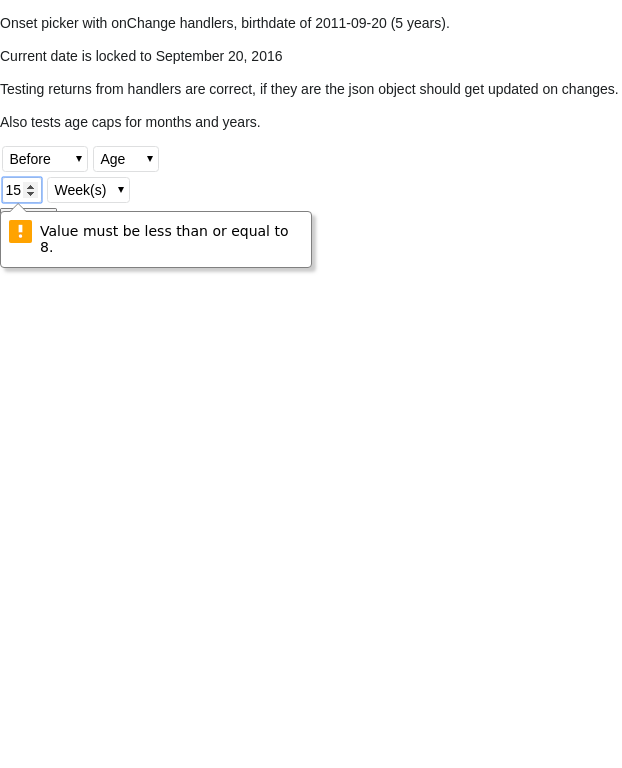 Onset picker with onChange handlers, birthdate of 2011-09-20 (5 years).
Current date is locked to September 20, 2016
Testing returns from handlers are correct, if they are the json object should get updated on changes.
Also tests age caps for months and years.
Before Age
15 Week(s)
Value must be less than or equal to
8.